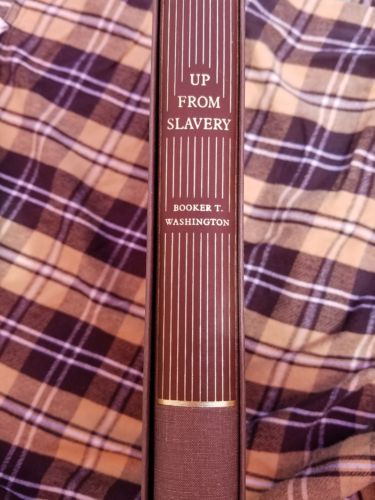 UP
FROM
SLAVERY
BOOKER T.
WASHINGTON